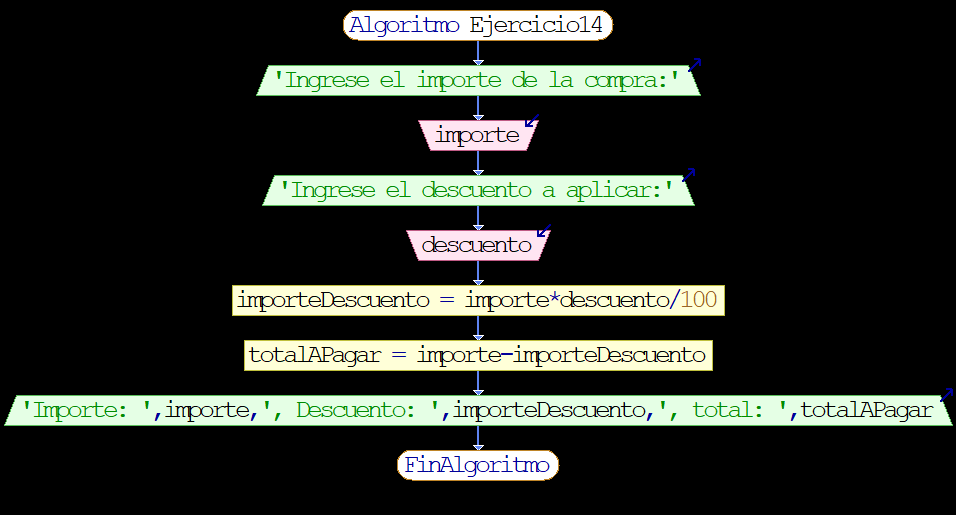 Algoritmo Ejercicio14
'Ingrese el importe de la compra:'
importe
'Ingrese el descuento a aplicar:'
descuento
importeDescuento = importe*descuento/100
totalAPagar = importe-importeDescuento
'Importe: ',importe,', Descuento: ',importeDescuento,', total: ',totalAPagar
FinAlgoritmo